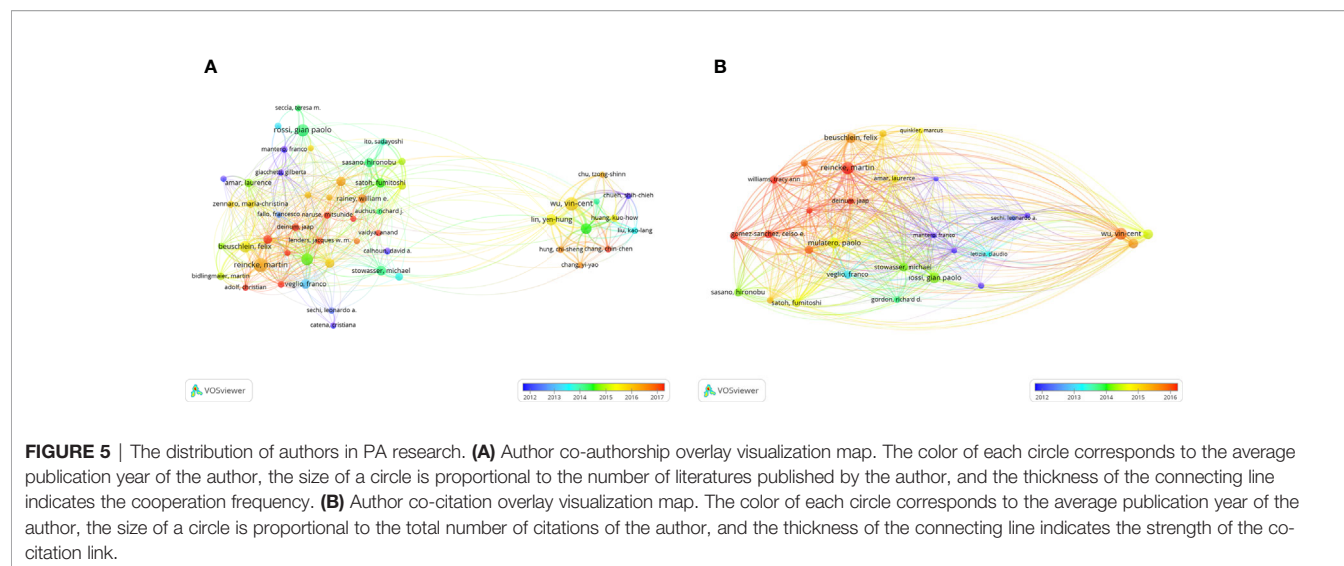 A
seccia, teresa m.
rossi, gian paolo
mantero, franco
ito, sadayoshi
giacchetti, gilberta
sasano, hironobu
amar, laurence
satoh, fumitoshi
rainey, william e.
zennaro, maria-christina
fallo, francesco
naruse, mitsuhide
auchus, richard j.
deinum, jaap
vaidya, anand
lenders, jacques w. m.
beuschlein, felix
calhoun, david a.
reincke, martin
bidlingmaier, martin
stowasser, michael
adolf, christian
veglio, franco
sechi, leonardo a.
catena, cristiana
chu, tzong-shinn
chueh, shih-chieh
wu, vin-cent
lin, yen-hung
huang, kuo-how
liu, kao-lang
hung, chi-sheng
chang, chin-chen
chang, yi-yao
VOSviewer
2012 2013 2014 2015 2016 2017
B
quinkler, marcus
beuschlein, felix
reincke, martin
williams, tracy ann
amar, laurence
deinum, jaap
sechi, leonardo a.
gomez-sanchez, celso e.
mantero, franco
wu, vin-cent
mulatero, paolo
leticia, claudio
stowasser, michael
veglio, franco
rossi, gian paolo
sasano, hironobu
satoh, fumitoshi
gordon, richard d.
VOSviewer
2012 2013 2014 2015 2016
FIGURE 5 | The distribution of authors in PA research. (A) Author co-authorship overlay visualization map. The color of each circle corresponds to the average
publication year of the author, the size of a circle is proportional to the number of literatures published by the author, and the thickness of the connecting line
indicates the cooperation frequency. (B) Author co-citation overlay visualization map. The color of each circle corresponds to the average publication year of the
author, the size of a circle is proportional to the total number of citations of the author, and the thickness of the connecting line indicates the strength of the co-
citation link.